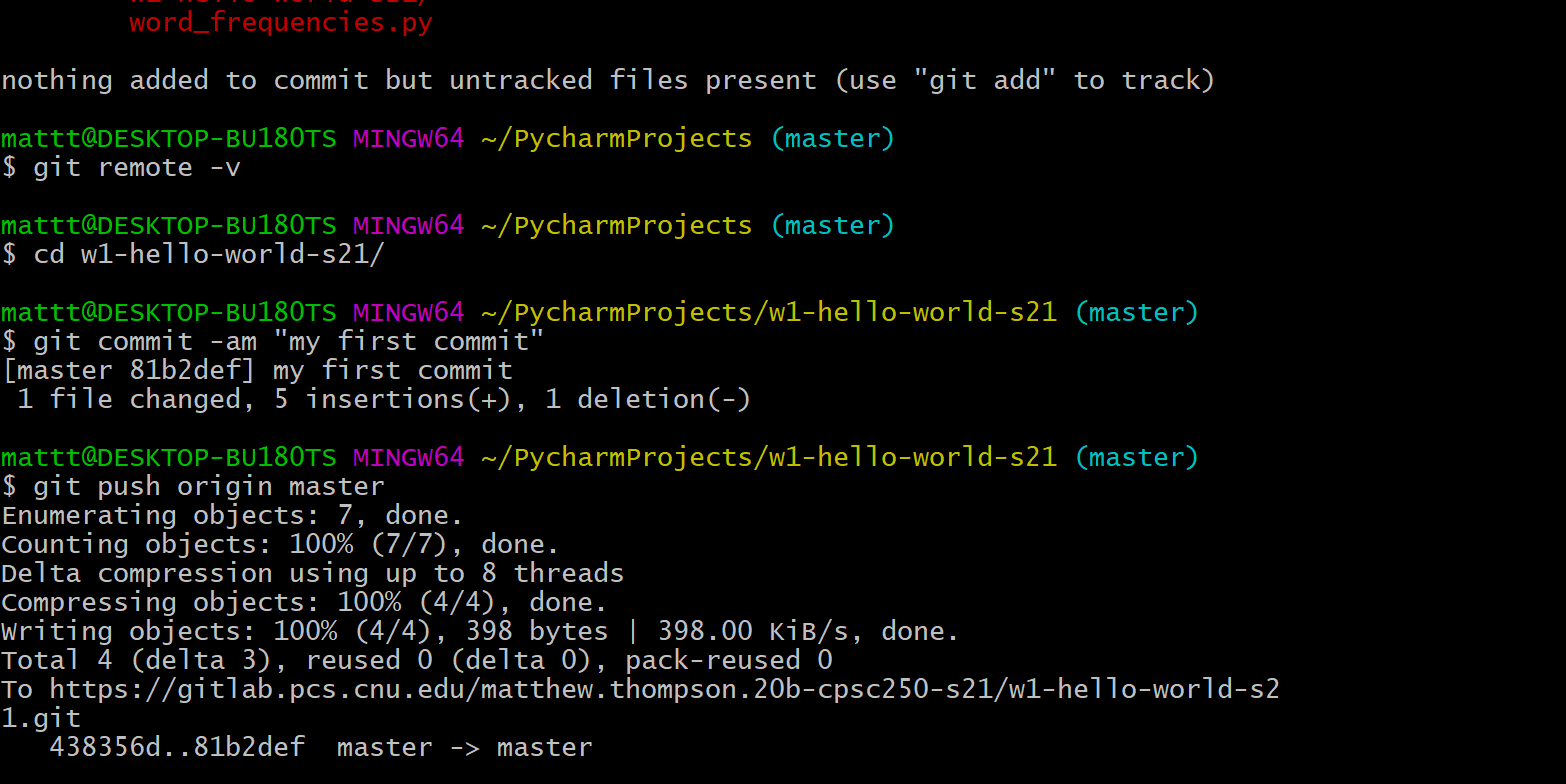 word_frequencies.py
nothing added to commit but untracked files present (use "git add" to track)
mattt@DESKTOP-BU180TS MINGW64 ~/PycharmProjects (master)
$ git remote -v
mattt@DESKTOP-BU180TS MINGW64 ~/PycharmProjects (master)
$ cd w1-hello-world-s21/
mattt@DESKTOP-BU180TS MINGW64 ~/PycharmProjects/w1-hello-world-s21 (master)
$ git commit -am "my first commit"
[master 81b2def] my first commit
 1 file changed, 5 insertions(+), 1 deletion(-)
mattt@DESKTOP-BU180TS MINGW64 ~/PycharmProjects/w1-hello-world-s21 (master)
$ git push origin master
Enumerating objects: 7, done.
Counting objects: 100% (7/7), done.
Delta compression using up to 8 threads
Compressing objects: 100% (4/4), done.
Writing objects: 100% (4/4), 398 bytes | 398.00 KiB/s, done.
Total 4 (delta 3), reused 0 (delta 0), pack-reused 0
To https://gitlab.pcs.cnu.edu/matthew.thompson.20b-cpsc250-s21/w1-hello-world-s2
1.git
   438356d..81b2def  master -> master